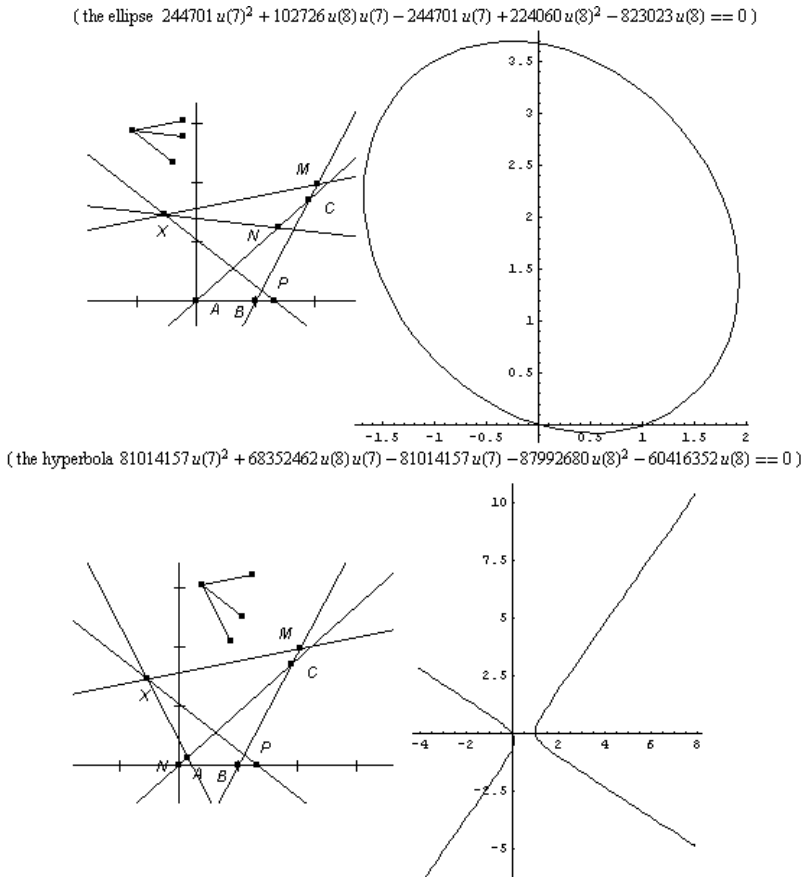 ( the ellipse 244701 u(7)² + 102726 u(8) u(7) − 244701 u(7) + 224060 u(8)² − 823023 u(8) == 0 )
3.5
3
M
C
2.5
X
N
2
P
1.5
A
B
1
0.5
-1.5 -1 -0.5 0.5 1 1.5 2
( the hyperbola 81014157 u(7)² + 68352462 u(8) u(7) − 81014157 u(7) − 87992680 u(8)² − 60416352 u(8) == 0 )
10
7.5
5
M
C
2.5
X
P
N A B
-4 -2 2 4 6 8
-2.5
-5